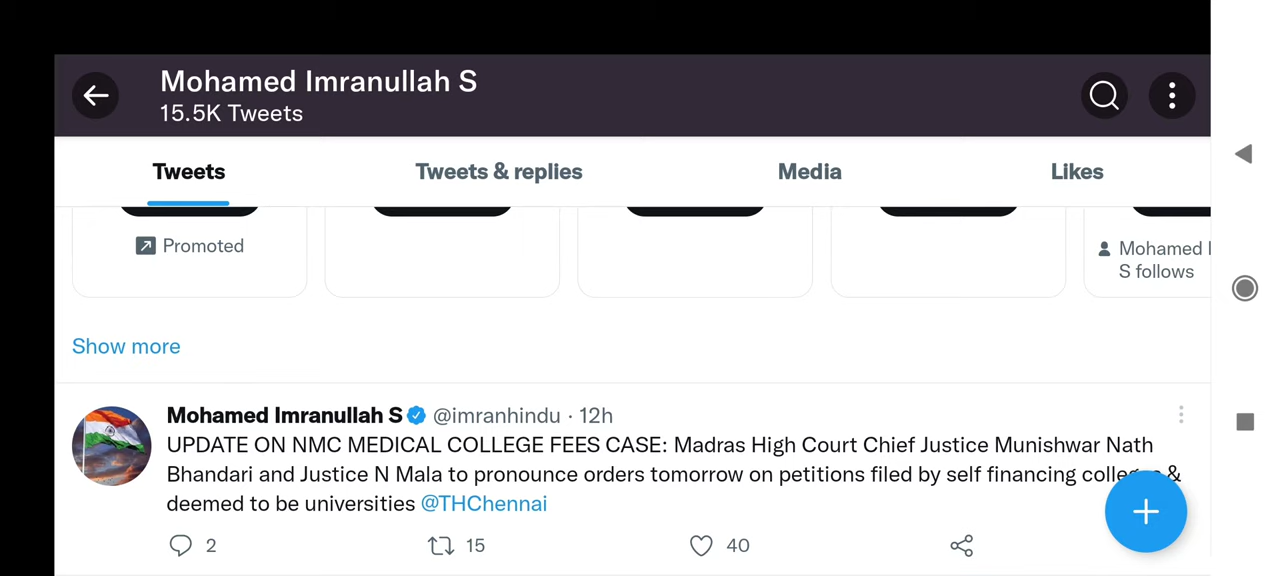 Mohamed Imranullah S
15.5K Tweets
Tweets
Tweets & replies
Media
Likes
Promoted
Mohamed
S follows
Show more
Mohamed Imranullah S @imranhindu · 12h
UPDATE ON NMC MEDICAL COLLEGE FEES CASE: Madras High Court Chief Justice Munishwar Nath
Bhandari and Justice N Mala to pronounce orders tomorrow on petitions filed by self financing &
deemed to be universities @THChennai
2
15
40